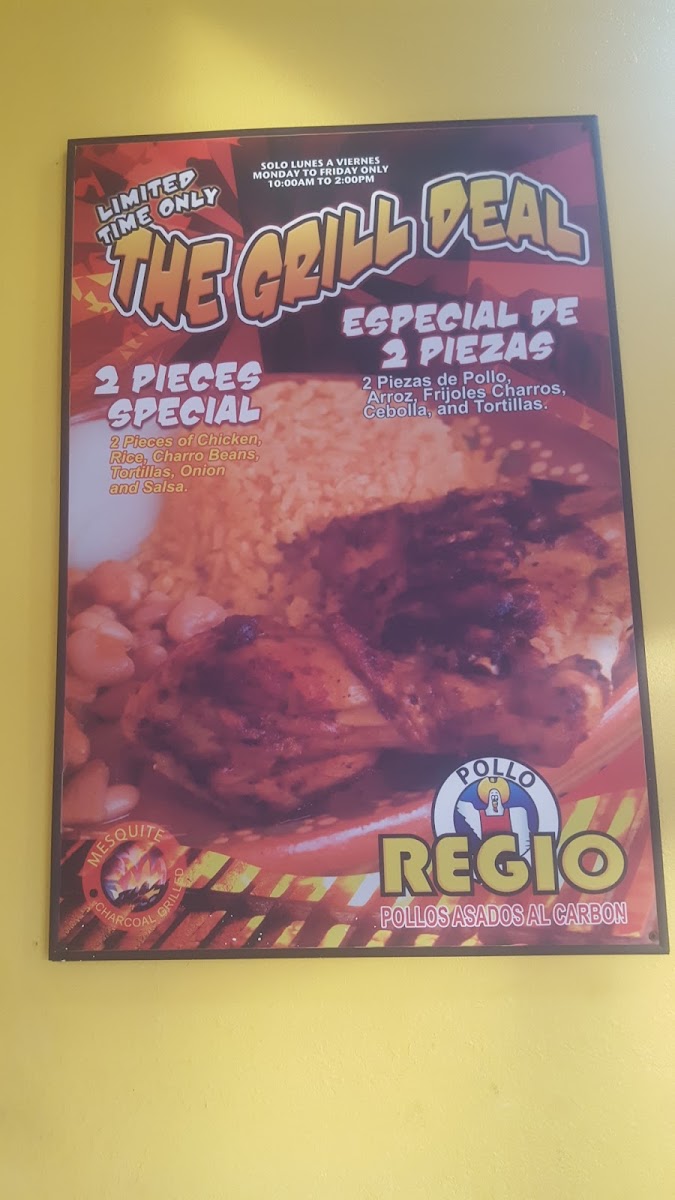 SOLO LUNES A VIERNES
MONDAY TO FRIDAY ONLY
10:00AM TO 2:00PM
LIMITED
TIME ONLY
THE GRILL DEAL
ESPECIAL DE
2 PIEZAS
2 Piezas de Pollo,
Arroz, Frijoles Charros,
Cebolla, and Tortillas.
2 PIECES
SPECIAL
2 Pieces of Chicken,
Rice, Charro Beans,
Tortillas, Onion
and Salsa.
MESQUITE
CHARCOAL GRILLED
POLLO
REGIO
POLLOS ASADOS AL CARBON